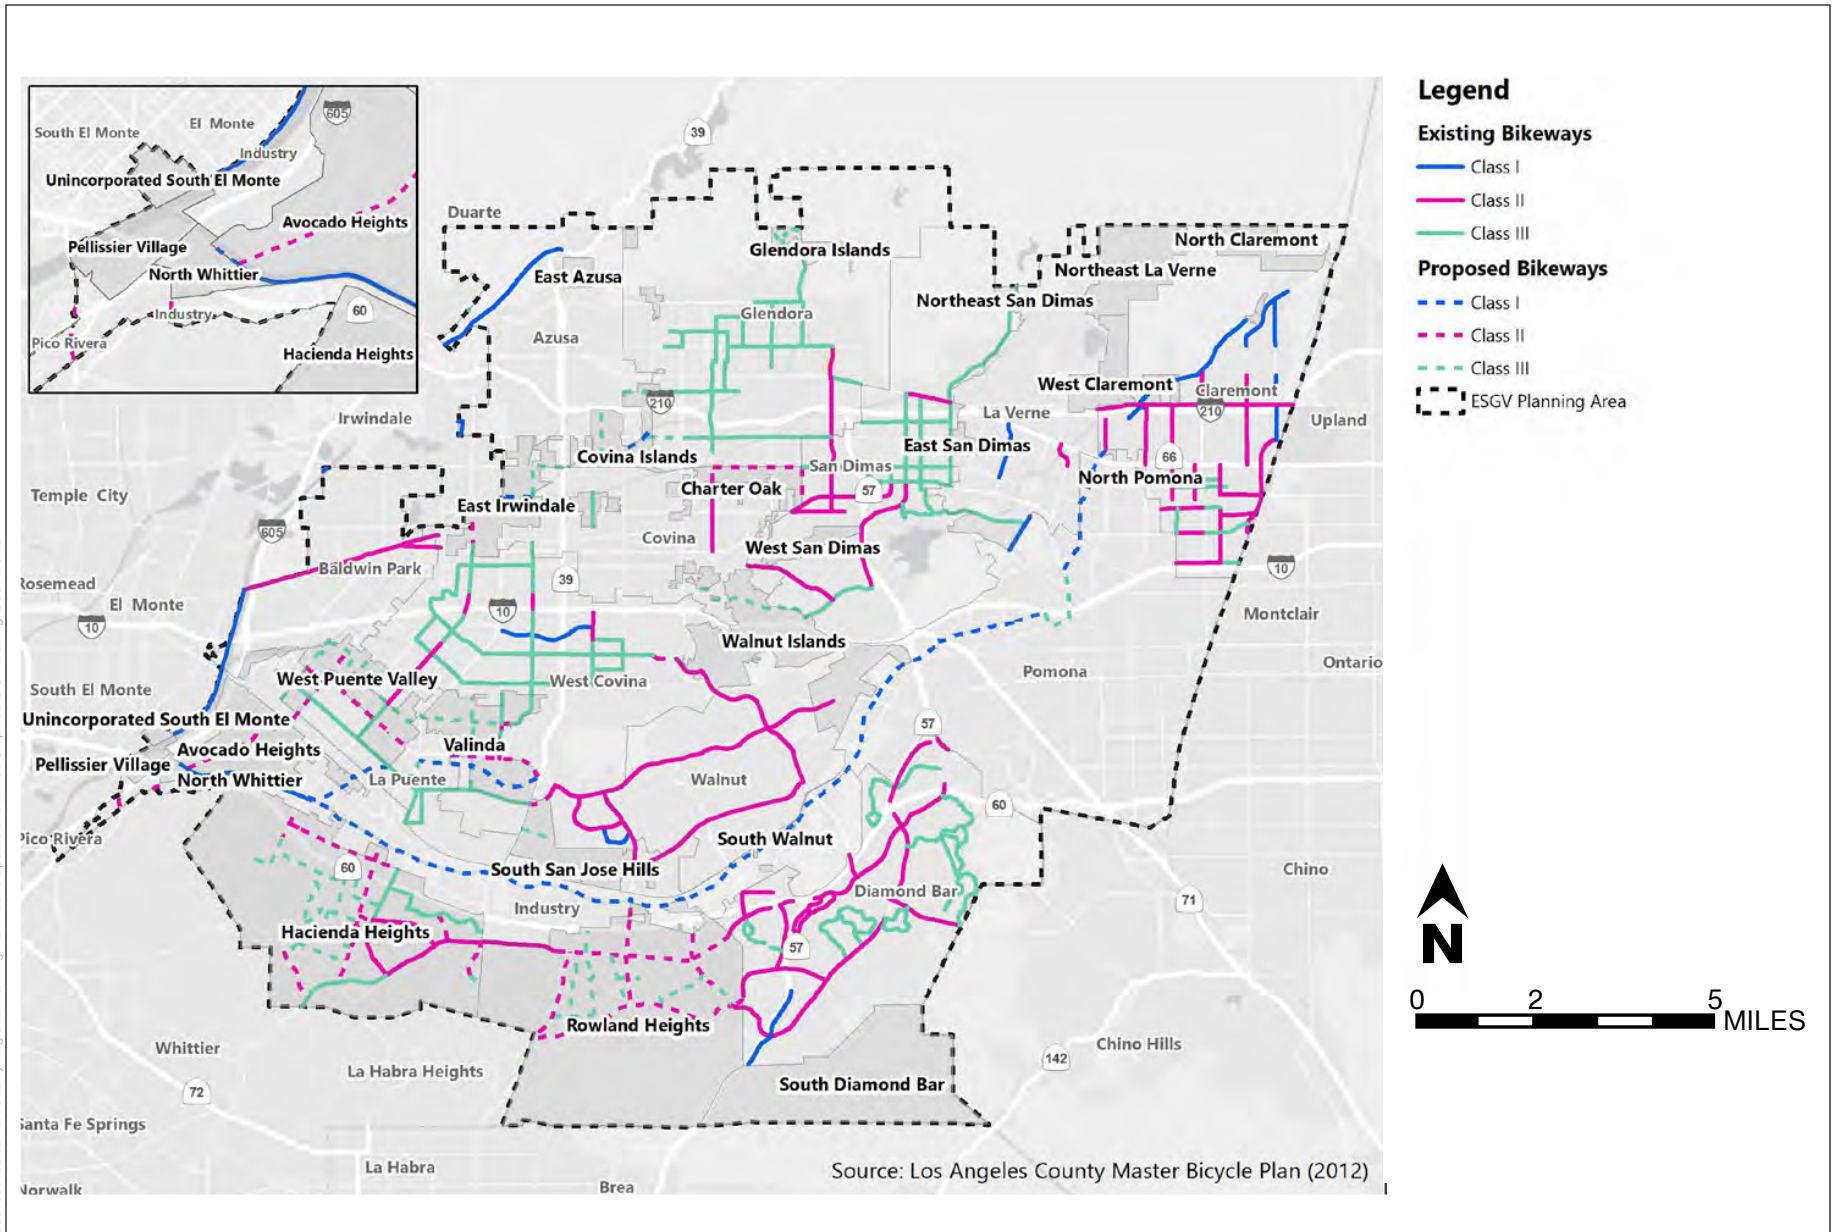 Legend
Existing Bikeways
Class I
Class II
Class III
Proposed Bikeways
Class I
Class II
Class III
ESGV Planning Area
N
0 2 5
MILES
605
South El Monte
El Monte
Industry
Unincorporated South El Monte
Avocado Heights
Pellissier Village
North Whittier
Industry
60
Pico Rivera
Hacienda Heights
39
Duarte
Glendora Islands
North Claremont
East Azusa
Northeast La Verne
Northeast San Dimas
Glendora
Azusa
West Claremont
Claremont
210
210
Irwindale
La Verne
Upland
East San Dimas
Covina Islands
66
San Dimas
North Pomona
Charter Oak
57
Temple City
East Irwindale
605
Covina
West San Dimas
Baldwin Park
10
39
Rosemead
El Monte
10
10
Montclair
Walnut Islands
Ontario
Pomona
West Puente Valley
West Covina
South El Monte
Unincorporated South El Monte
57
Avocado Heights
Valinda
Pellissier Village
North Whittier
La Puente
Walnut
60
Pico Rivera
South Walnut
60
South San Jose Hills
Chino
Diamond Bar
71
Industry
Hacienda Heights
57
Rowland Heights
Whittier
Chino Hills
142
La Habra Heights
South Diamond Bar
72
Santa Fe Springs
La Habra
Source: Los Angeles County Master Bicycle Plan (2012)
Norwalk
Brea